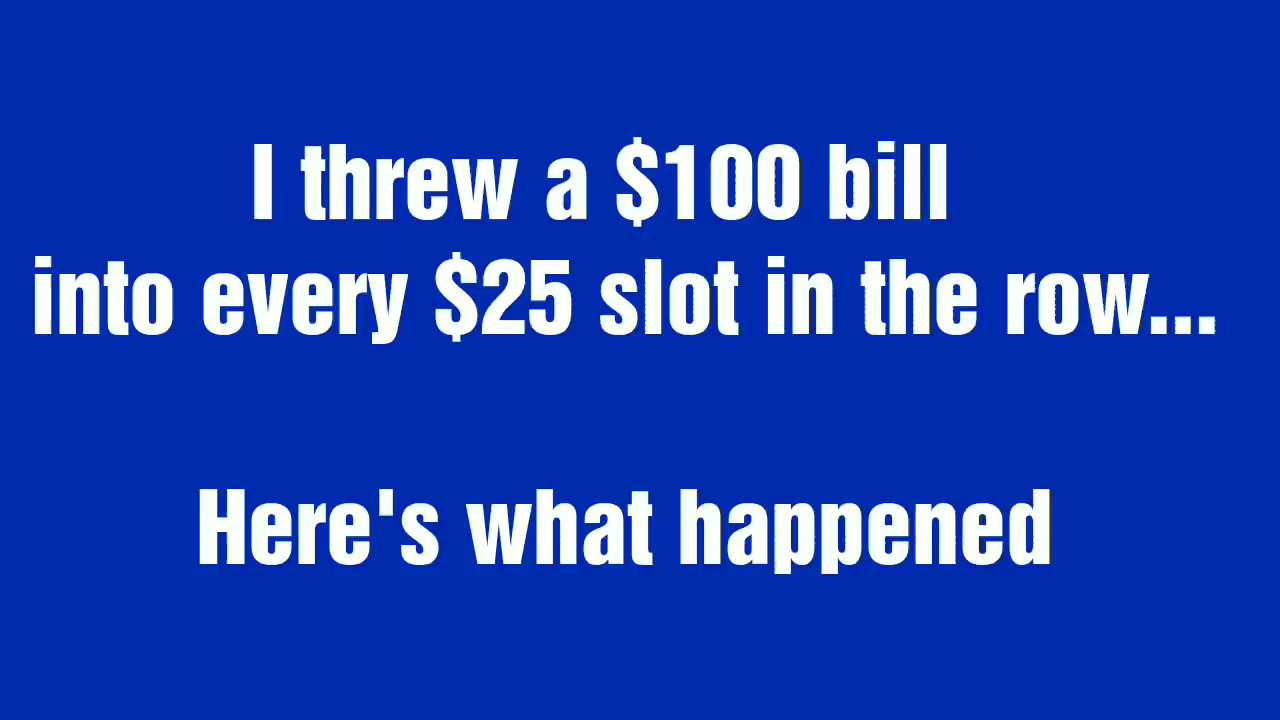 I threw a $100 bill
into every $25 slot in the row...
Here's what happened